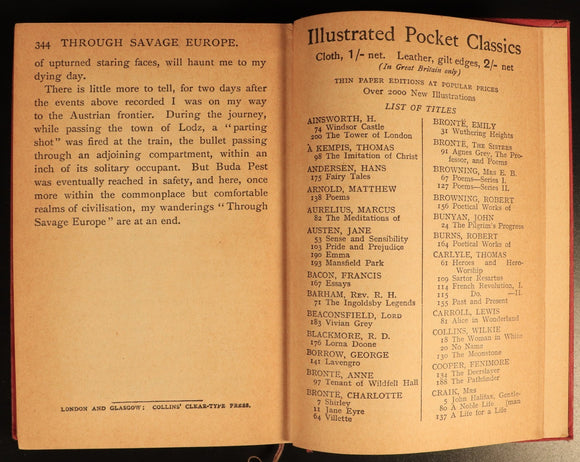 344 THROUGH SAVAGE EUROPE.
of upturned staring faces, will haunt me to my
dying day.
There is little more to tell, for two days after
the events above recorded I was on my way
to the Austrian frontier. During the journey,
while passing the town of Lodz, a "parting
shot" was fired at the train, the bullet passing
through an adjoining compartment, within an
inch of its solitary occupant. But Buda Pest
was eventually reached in safety, and here, once
more within the commonplace but comfortable
realms of civilisation, my wanderings "Through
Savage Europe" are at an end.
LONDON AND GLASGOW: COLLINS' CLEAR-TYPE PRESS.
Illustrated Pocket Classics
Cloth, 1/- net. Leather, gilt edges, 2/- net
(In Great Britain only)
THIN PAPER EDITIONS AT POPULAR PRICES
Over 2000 New Illustrations
LIST OF TITLES
AINSWORTH, H.
74 Windsor Castle
200 The Tower of London
À KEMPIS, THOMAS
98 The Imitation of Christ
ANDERSEN, HANS
175 Fairy Tales
ARNOLD, MATTHEW
138 Poems
AURELIUS, MARCUS
82 The Meditations of
AUSTEN, JANE
53 Sense and Sensibility
103 Pride and Prejudice
190 Emma
193 Mansfield Park
BACON, FRANCIS
167 Essays
BARHAM, REV. R. H.
71 The Ingoldsby Legends
BEACONSFIELD, LORD
183 Vivian Grey
BLACKMORE, R. D.
176 Lorna Doone
BORROW, GEORGE
141 Lavengro
BRONTE, ANNE
97 Tenant of Wildfell Hall
BRONTE, CHARLOTTE
7 Shirley
11 Jane Eyre
64 Villette
BRONTË, EMILY
31 Wuthering Heights
BRONTE, THE SISTERS
91 Agnes Grey, The Pro-
fessor, and Poems
BROWNING, MRS E. B.
67 Poems—Series I.
127 Poems—Series II.
BROWNING, ROBERT
156 Poetical Works of
BUNYAN, JOHN
24 The Pilgrim's Progress
BURNS, ROBERT
164 Poetical Works of
CARLYLE, THOMAS
61 Heroes and Hero-
Worship
109 Sartor Resartus
114 French Revolution, I.
115 Do. —II.
155 Past and Present
CARROLL, LEWIS
81 Alice in Wonderland
COLLINS, WILKIE
18 The Woman in White
20 No Name
130 The Moonstone
COOPER, FENIMORE
134 The Deerslayer
188 The Pathfinder
CRAIK, MRS
5 John Halifax, Gentle-
80 A Noble Life [man
137 A Life for a Life